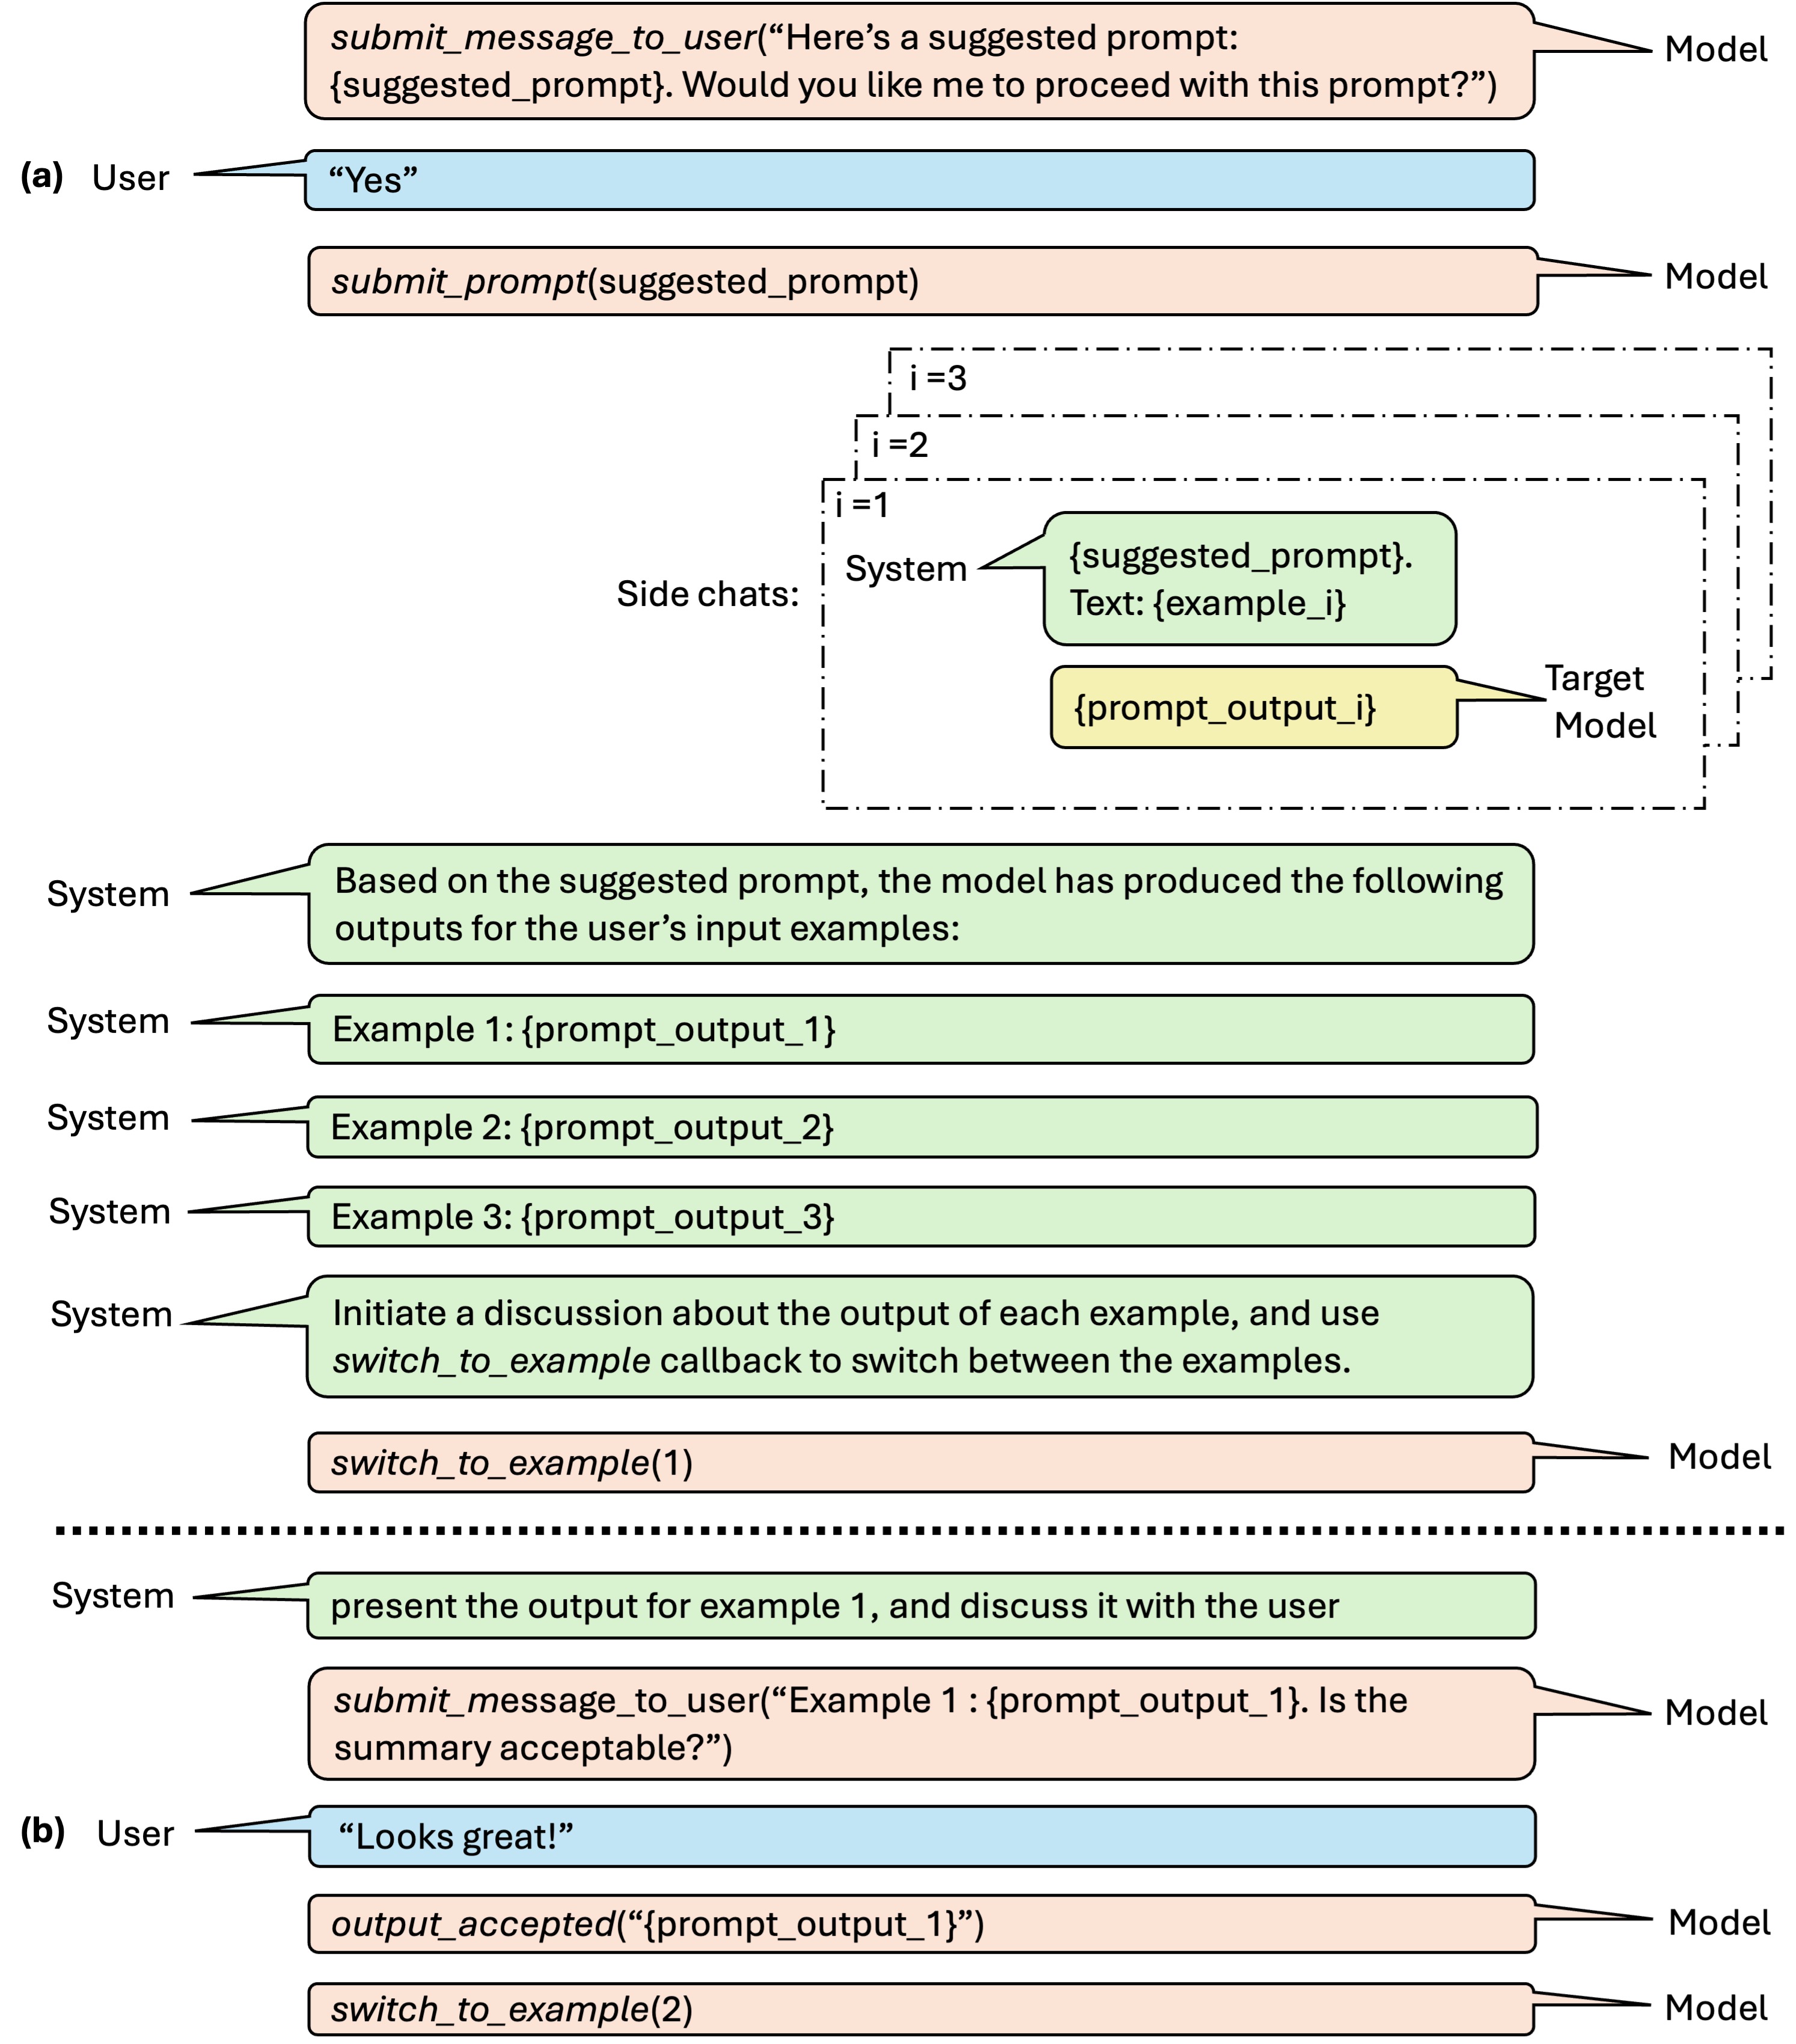 submit_message_to_user(“Here’s a suggested prompt:
{suggested_prompt}. Would you like me to proceed with this prompt?”)
Model
(a) User
“Yes”
submit_prompt(suggested_prompt)
Model
i =3
i =2
i =1
Side chats:
System
{suggested_prompt}.
Text: {example_i}
{prompt_output_i}
Target
Model
System
Based on the suggested prompt, the model has produced the following
outputs for the user’s input examples:
System
Example 1: {prompt_output_1}
System
Example 2: {prompt_output_2}
System
Example 3: {prompt_output_3}
System
Initiate a discussion about the output of each example, and use
switch_to_example callback to switch between the examples.
switch_to_example(1)
Model
System
present the output for example 1, and discuss it with the user
submit_message_to_user(“Example 1 : {prompt_output_1}. Is the
summary acceptable?”)
Model
(b) User
“Looks great!”
output_accepted(“{prompt_output_1}”)
Model
switch_to_example(2)
Model